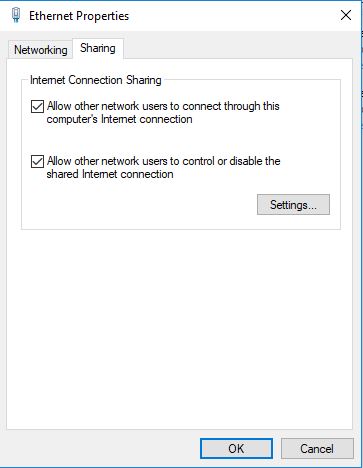 Ethernet Properties
Networking
Sharing
Internet Connection Sharing
Allow other network users to connect through this
computer's Internet connection
Allow other network users to control or disable the
shared Internet connection
Settings...
OK
Cancel